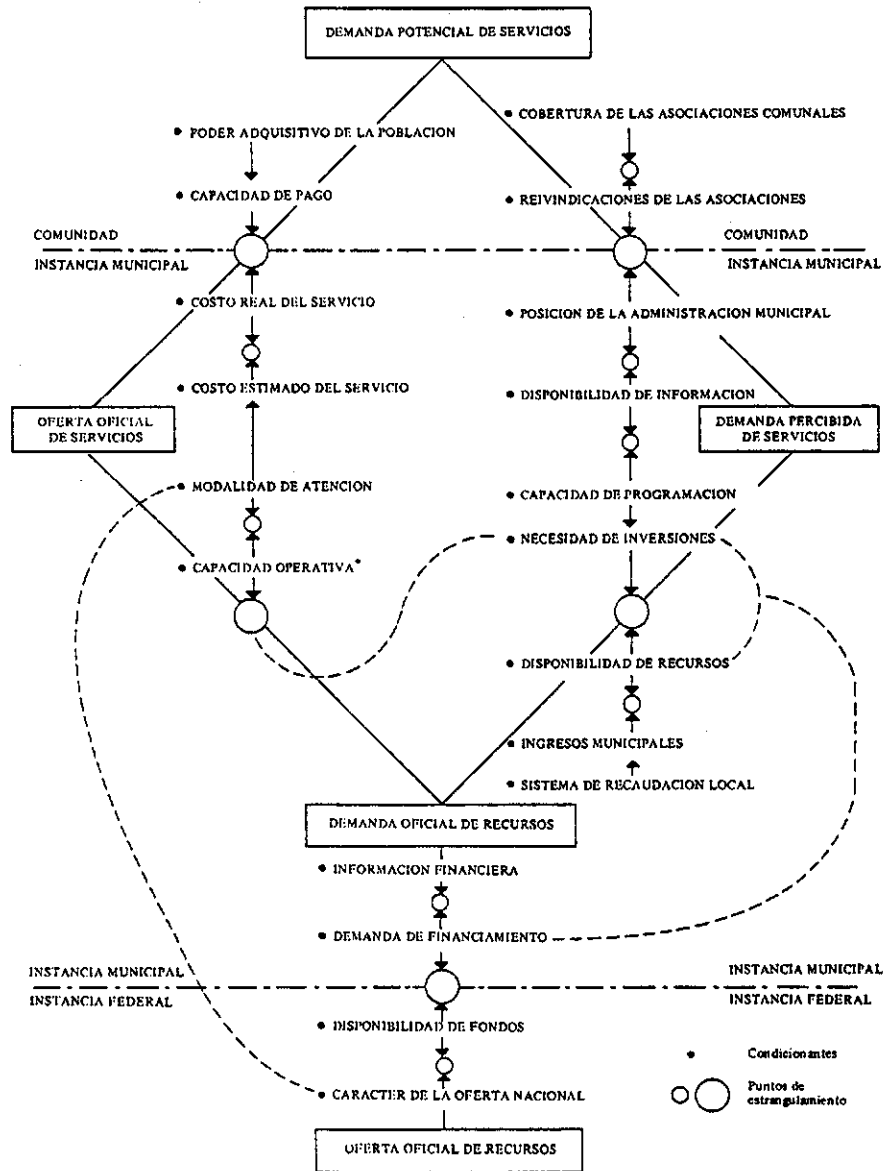 DEMANDA POTENCIAL DE SERVICIOS
• COBERTURA DE LAS ASOCIACIONES COMUNALES
• PODER ADQUISITIVO DE LA POBLACION
• CAPACIDAD DE PAGO
• REIVINDICACIONES DE LAS ASOCIACIONES
COMUNIDAD
COMUNIDAD
INSTANCIA MUNICIPAL
INSTANCIA MUNICIPAL
• COSTO REAL DEL SERVICIO
• POSICION DE LA ADMINISTRACION MUNICIPAL
• COSTO ESTIMADO DEL SERVICIO
• DISPONIBILIDAD DE INFORMACION
OFERTA OFICIAL
DE SERVICIOS
DEMANDA PERCIBIDA
DE SERVICIOS
• MODALIDAD DE ATENCION
• CAPACIDAD DE PROGRAMACION
• NECESIDAD DE INVERSIONES
• CAPACIDAD OPERATIVA*
• DISPONIBILIDAD DE RECURSOS
• INGRESOS MUNICIPALES
• SISTEMA DE RECAUDACION LOCAL
DEMANDA OFICIAL DE RECURSOS
• INFORMACION FINANCIERA
• DEMANDA DE FINANCIAMIENTO
INSTANCIA MUNICIPAL
INSTANCIA MUNICIPAL
INSTANCIA FEDERAL
INSTANCIA FEDERAL
• DISPONIBILIDAD DE FONDOS
• Condicionantes
• CARACTER DE LA OFERTA NACIONAL
Puntos de
estrangulamiento
OFERTA OFICIAL DE RECURSOS